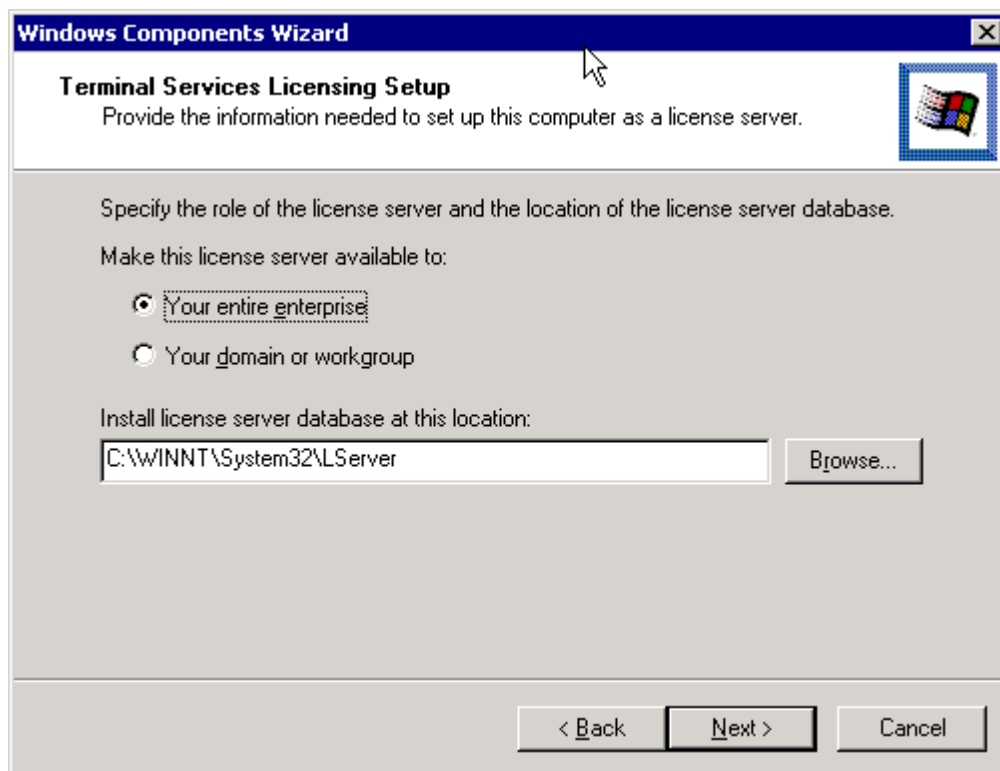 Windows Components Wizard
Terminal Services Licensing Setup
Provide the information needed to set up this computer as a license server.
Specify the role of the license server and the location of the license server database.
Make this license server available to:
Your entire enterprise
Your domain or workgroup
Install license server database at this location:
C:\WINNT\System32\LServer
Browse...
< Back
Next >
Cancel